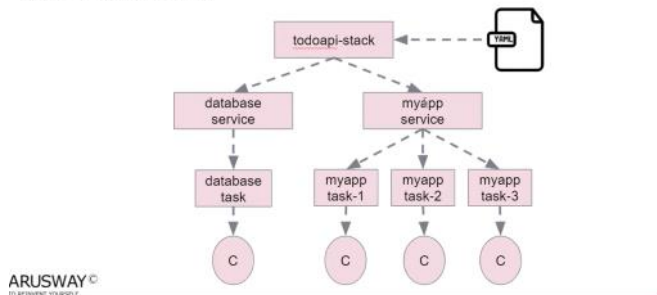 todoapi-stack
YAML
database
service
myapp
service
database
task
myapp
task-1
myapp
task-2
myapp
task-3
C
C
C
C
ARUSWAY©